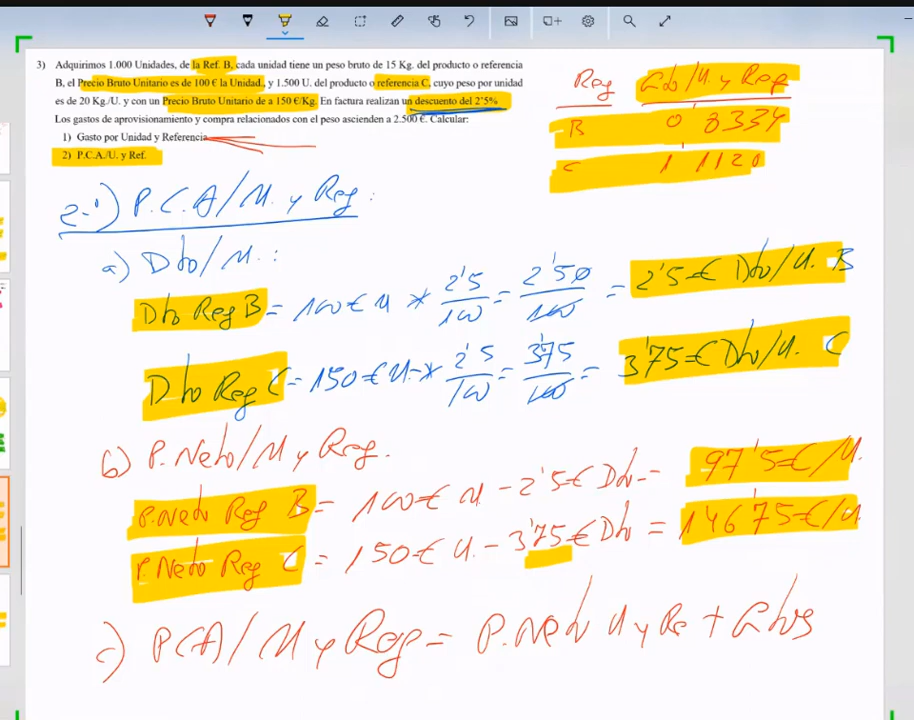 3) Adquirimos 1.000 Unidades, de la Ref. B, cada unidad tiene un peso bruto de 15 Kg. del producto o referencia
B, el Precio Bruto Unitario es de 100 € la Unidad, y 1.500 U. del producto o referencia C, cuyo peso por unidad
es de 20 Kg./U. y con un Precio Bruto Unitario de a 150 €/Kg. En factura realizan un descuento del 2'5%
Los gastos de aprovisionamiento y compra relacionados con el peso ascienden a 2.500 €. Calcular:
1) Gasto por Unidad y Referencia
2) P.C.A./U. y Ref.
Ref Gto/U. y Ref
B 0'8334
C 1'1120
2-1) P.C.A/U. y Ref:
a) Dto/U.:
Dto Ref B = 100€ U * 2'5/100 = 2'50/100 = 2'5€ Dto/U. B
Dto Ref C = 150€ U.* 2'5/100 = 375/100 = 3'75€ Dto/U. C
b) P.Neto/U y Ref.
P.Neto Ref B = 100€ U - 2'5€ Dto = 97'5€/U.
P.Neto Ref C = 150€ U. - 3'75€ Dto = 146'75€/U
c) PCA/U y Ref = P.Neto U y Re + Gtos